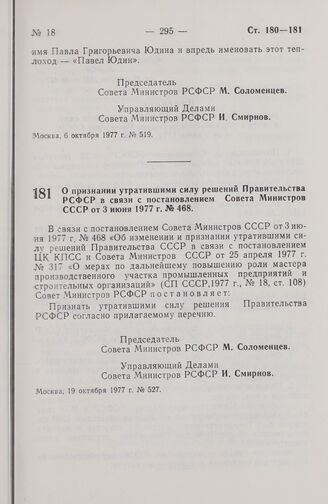 № 18 — 295 — Ст. 180—181
имя Павла Григорьевича Юдина и впредь именовать этот теп-
лоход — «Павел Юдин».
Председатель
Совета Министров РСФСР М. Соломенцев.
Управляющий Делами
Совета Министров РСФСР И. Смирнов.
Москва, 6 октября 1977 г. № 519.
181 О признании утратившими силу решений Правительства
РСФСР в связи с постановлением Совета Министров
СССР от 3 июня 1977 г. № 468.
В связи с постановлением Совета Министров СССР от 3 ию-
ня 1977 г. № 468 «Об изменении и признании утратившими си-
лу решений Правительства СССР в связи с постановлением
ЦК КПСС и Совета Министров СССР от 25 апреля 1977 г.
№ 317 «О мерах по дальнейшему повышению роли мастера
производственного участка промышленных предприятий и
строительных организаций» (СП СССР,1977 г., № 18, ст. 108)
Совет Министров РСФСР постановляет:
Признать утратившими силу решения Правительства
РСФСР согласно прилагаемому перечню.
Председатель
Совета Министров РСФСР М. Соломенцев.
Управляющий Делами
Совета Министров РСФСР И. Смирнов.
Москва, 19 октября 1977 г. № 527.